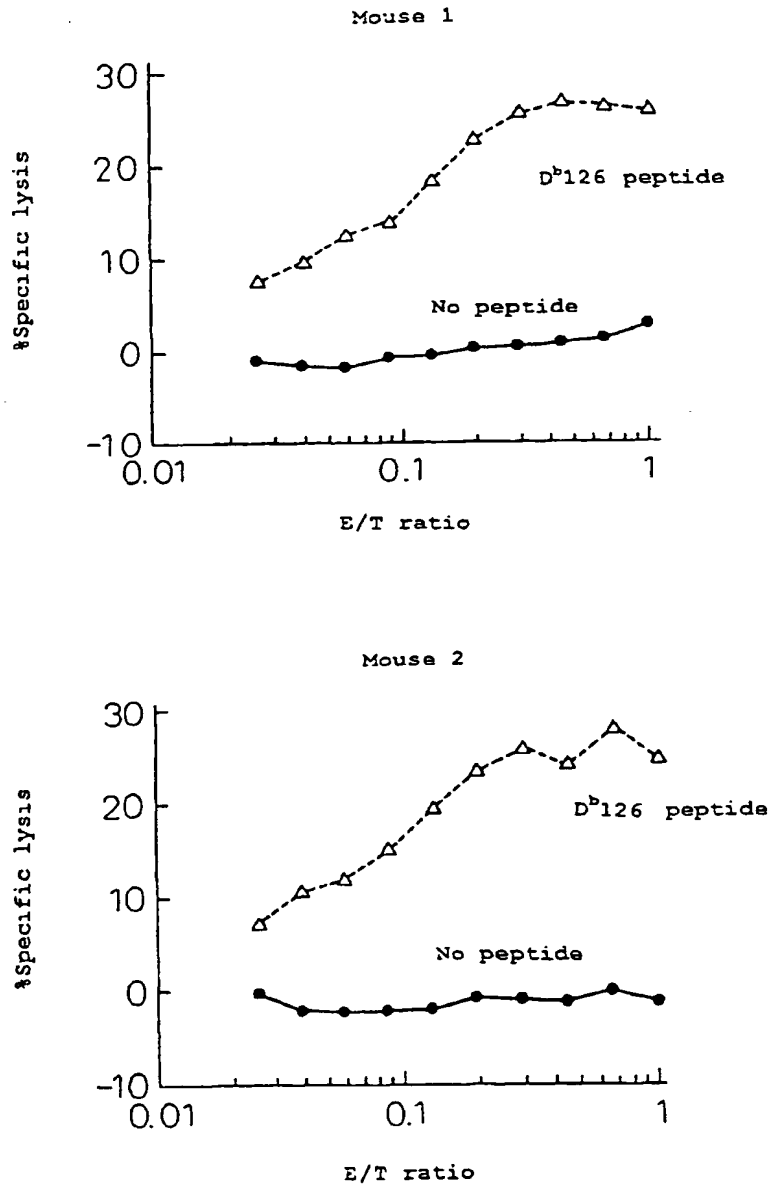 Mouse 1
30
20
10
0
-10
%Specific lysis
D^b126 peptide
No peptide
0.01
0.1
1
E/T ratio
Mouse 2
30
20
10
0
-10
%Specific lysis
D^b126 peptide
No peptide
0.01
0.1
1
E/T ratio